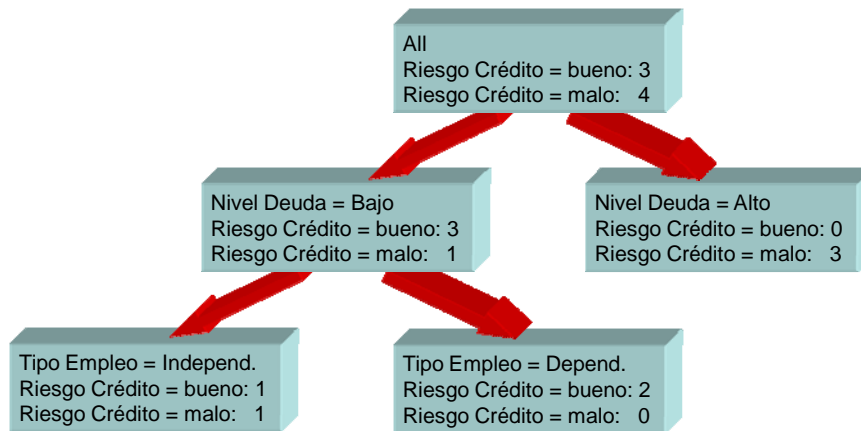 All
Riesgo Crédito = bueno: 3
Riesgo Crédito = malo: 4
Nivel Deuda = Bajo
Riesgo Crédito = bueno: 3
Riesgo Crédito = malo: 1
Nivel Deuda = Alto
Riesgo Crédito = bueno: 0
Riesgo Crédito = malo: 3
Tipo Empleo = Independ.
Riesgo Crédito = bueno: 1
Riesgo Crédito = malo: 1
Tipo Empleo = Depend.
Riesgo Crédito = bueno: 2
Riesgo Crédito = malo: 0